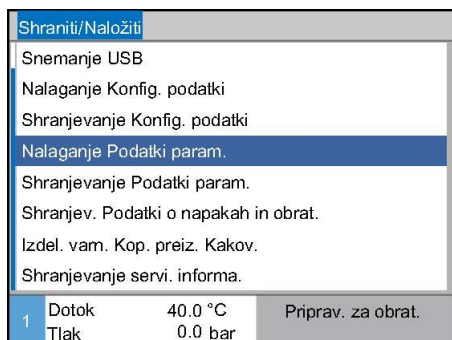 Shraniti/Naložiti
Snemanje USB
Nalaganje Konfig. podatki
Shranjevanje Konfig. podatki
Nalaganje Podatki param.
Shranjevanje Podatki param.
Shranjev. Podatki o napakah in obrat.
Izdel. varn. Kop. preiz. Kakov.
Shranjevanje servi. informa.
1 Dotok 40.0 °C Priprav. za obrat.
Tlak 0.0 bar